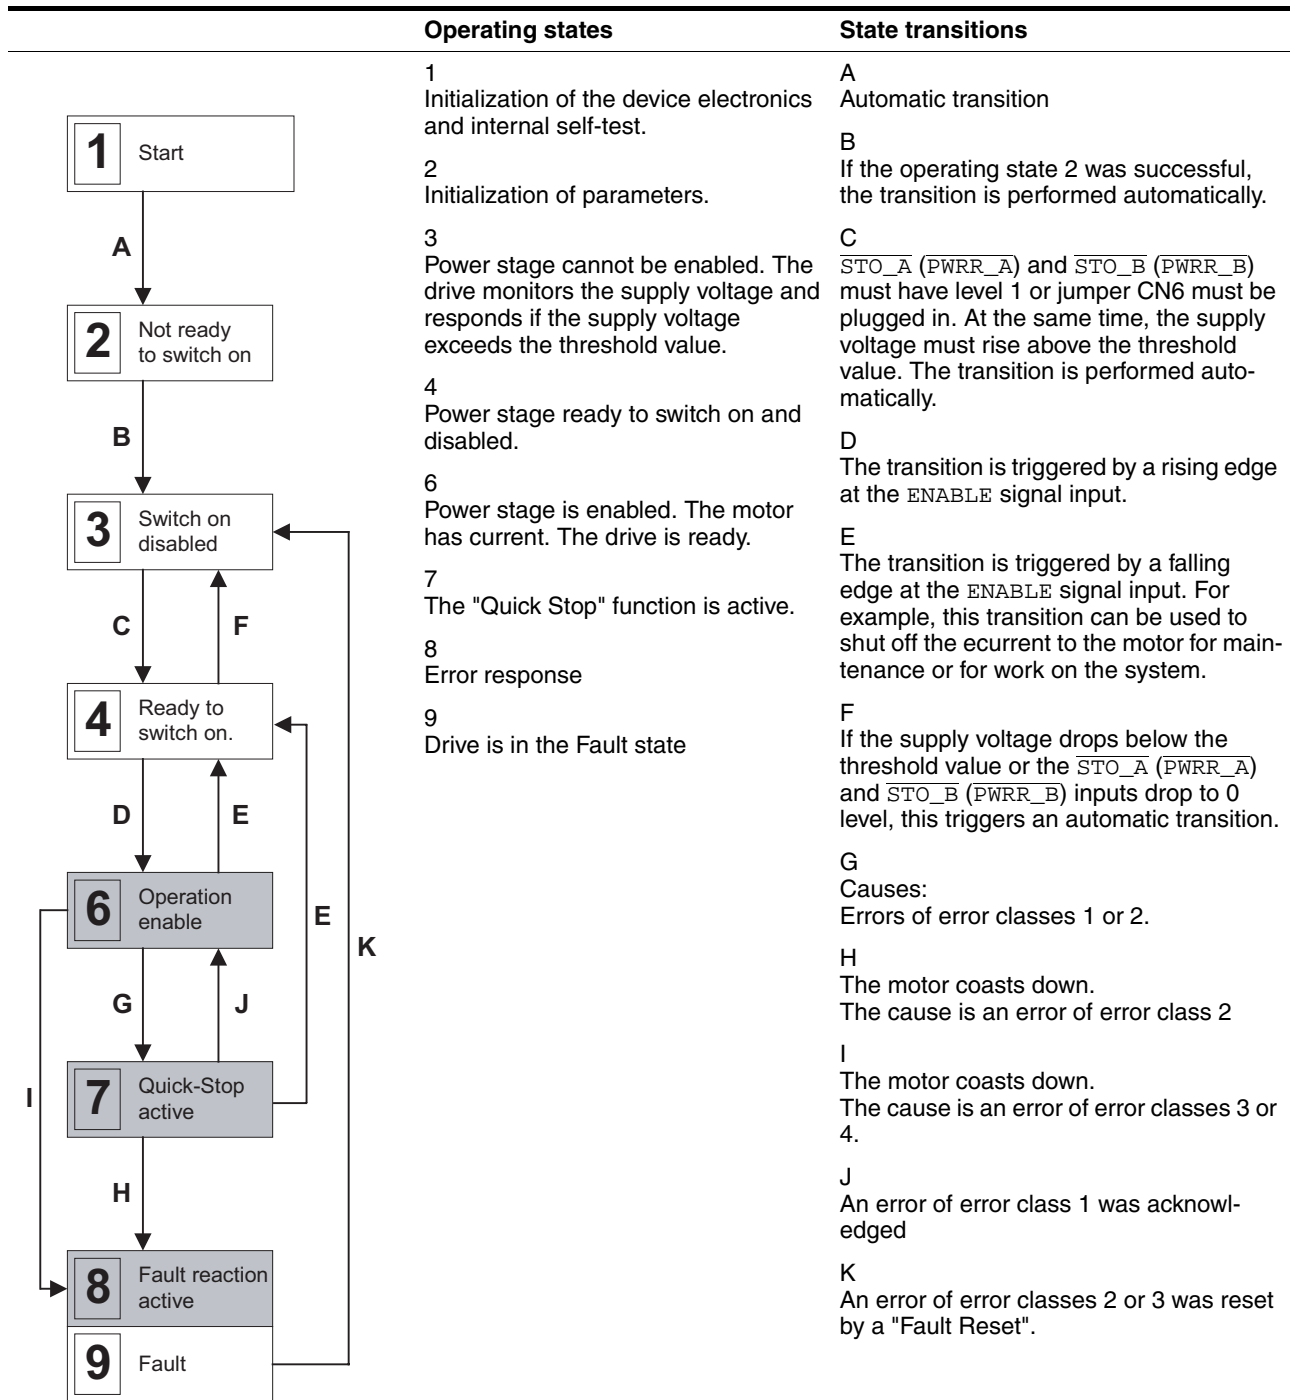 Operating states
State transitions
1
Start
A
2
Not ready
to switch on
B
3
Switch on
disabled
C
F
4
Ready to
switch on.
D
E
6
Operation
enable
E
K
G
J
I
7
Quick-Stop
active
H
8
Fault reaction
active
9
Fault
1
Initialization of the device electronics
and internal self-test.
2
Initialization of parameters.
3
Power stage cannot be enabled. The
drive monitors the supply voltage and
responds if the supply voltage
exceeds the threshold value.
4
Power stage ready to switch on and
disabled.
6
Power stage is enabled. The motor
has current. The drive is ready.
7
The "Quick Stop" function is active.
8
Error response
9
Drive is in the Fault state
A
Automatic transition
B
If the operating state 2 was successful,
the transition is performed automatically.
C
STO_A (PWRR_A) and STO_B (PWRR_B)
must have level 1 or jumper CN6 must be
plugged in. At the same time, the supply
voltage must rise above the threshold
value. The transition is performed auto-
matically.
D
The transition is triggered by a rising edge
at the ENABLE signal input.
E
The transition is triggered by a falling
edge at the ENABLE signal input. For
example, this transition can be used to
shut off the ecurrent to the motor for main-
tenance or for work on the system.
F
If the supply voltage drops below the
threshold value or the STO_A (PWRR_A)
and STO_B (PWRR_B) inputs drop to 0
level, this triggers an automatic transition.
G
Causes:
Errors of error classes 1 or 2.
H
The motor coasts down.
The cause is an error of error class 2
I
The motor coasts down.
The cause is an error of error classes 3 or
4.
J
An error of error class 1 was acknowl-
edged
K
An error of error classes 2 or 3 was reset
by a "Fault Reset".